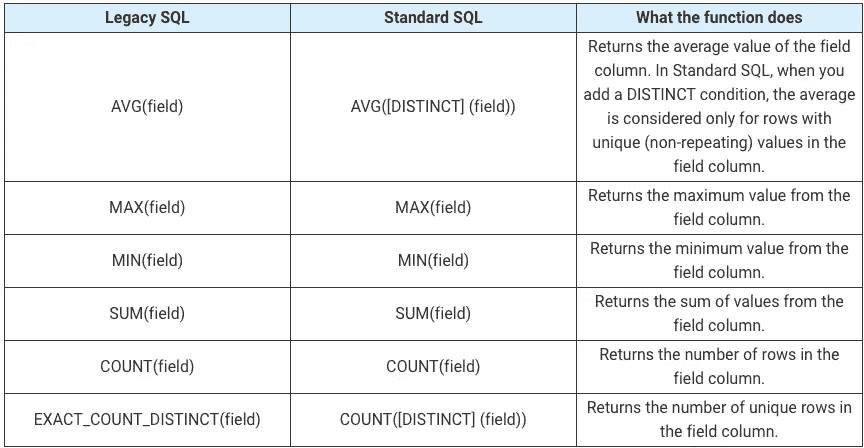 Legacy SQL
Standard SQL
What the function does
AVG(field)
AVG([DISTINCT] (field))
Returns the average value of the field
column. In Standard SQL, when you
add a DISTINCT condition, the average
is considered only for rows with
unique (non-repeating) values in the
field column.
MAX(field)
MAX(field)
Returns the maximum value from the
field column.
MIN(field)
MIN(field)
Returns the minimum value from the
field column.
SUM(field)
SUM(field)
Returns the sum of values from the
field column.
COUNT(field)
COUNT(field)
Returns the number of rows in the
field column.
EXACT_COUNT_DISTINCT(field)
COUNT([DISTINCT] (field))
Returns the number of unique rows in
the field column.